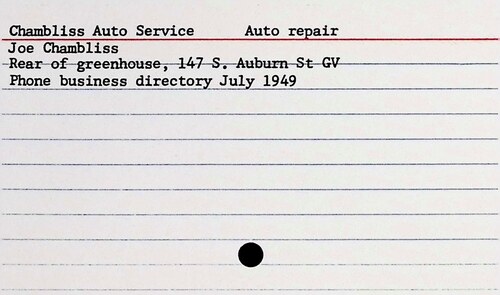 Chambliss Auto Service Auto repair
Joe Chambliss
Rear of greenhouse, 147 S. Auburn St GV
Phone business directory July 1949